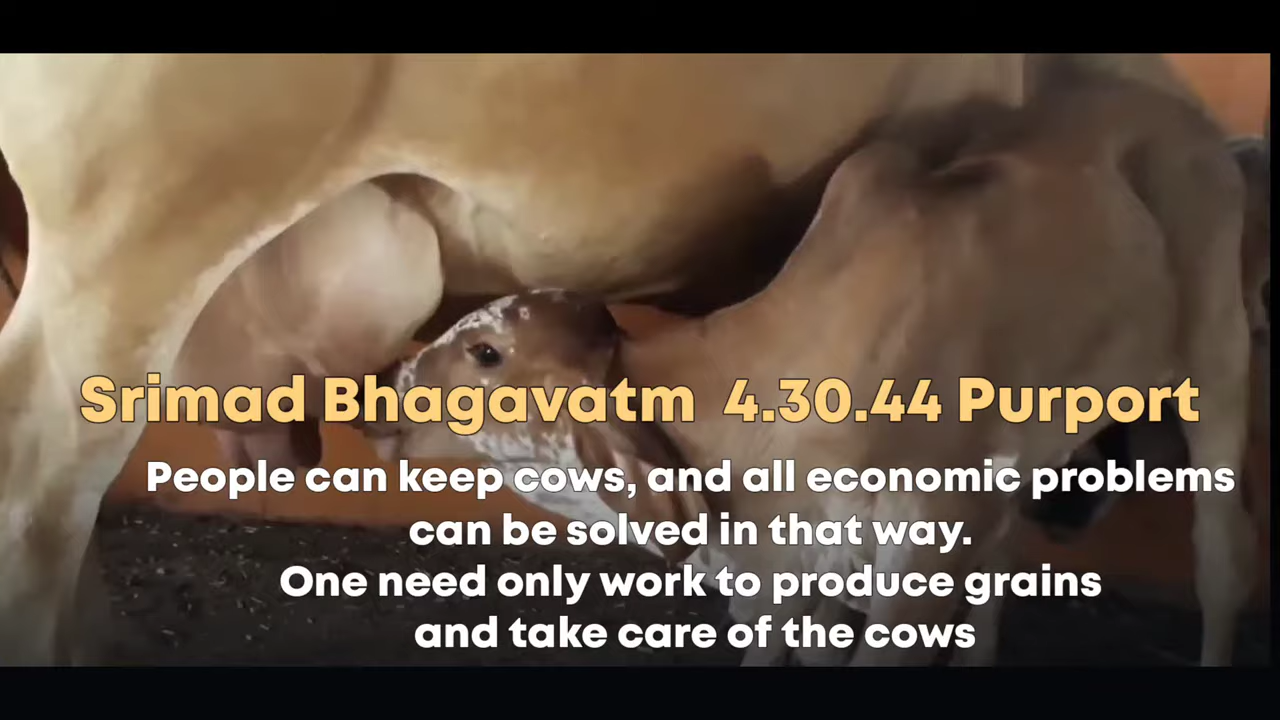 Srimad Bhagavatm 4.30.44 Purport
People can keep cows, and all economic problems
can be solved in that way.
One need only work to produce grains
and take care of the cows